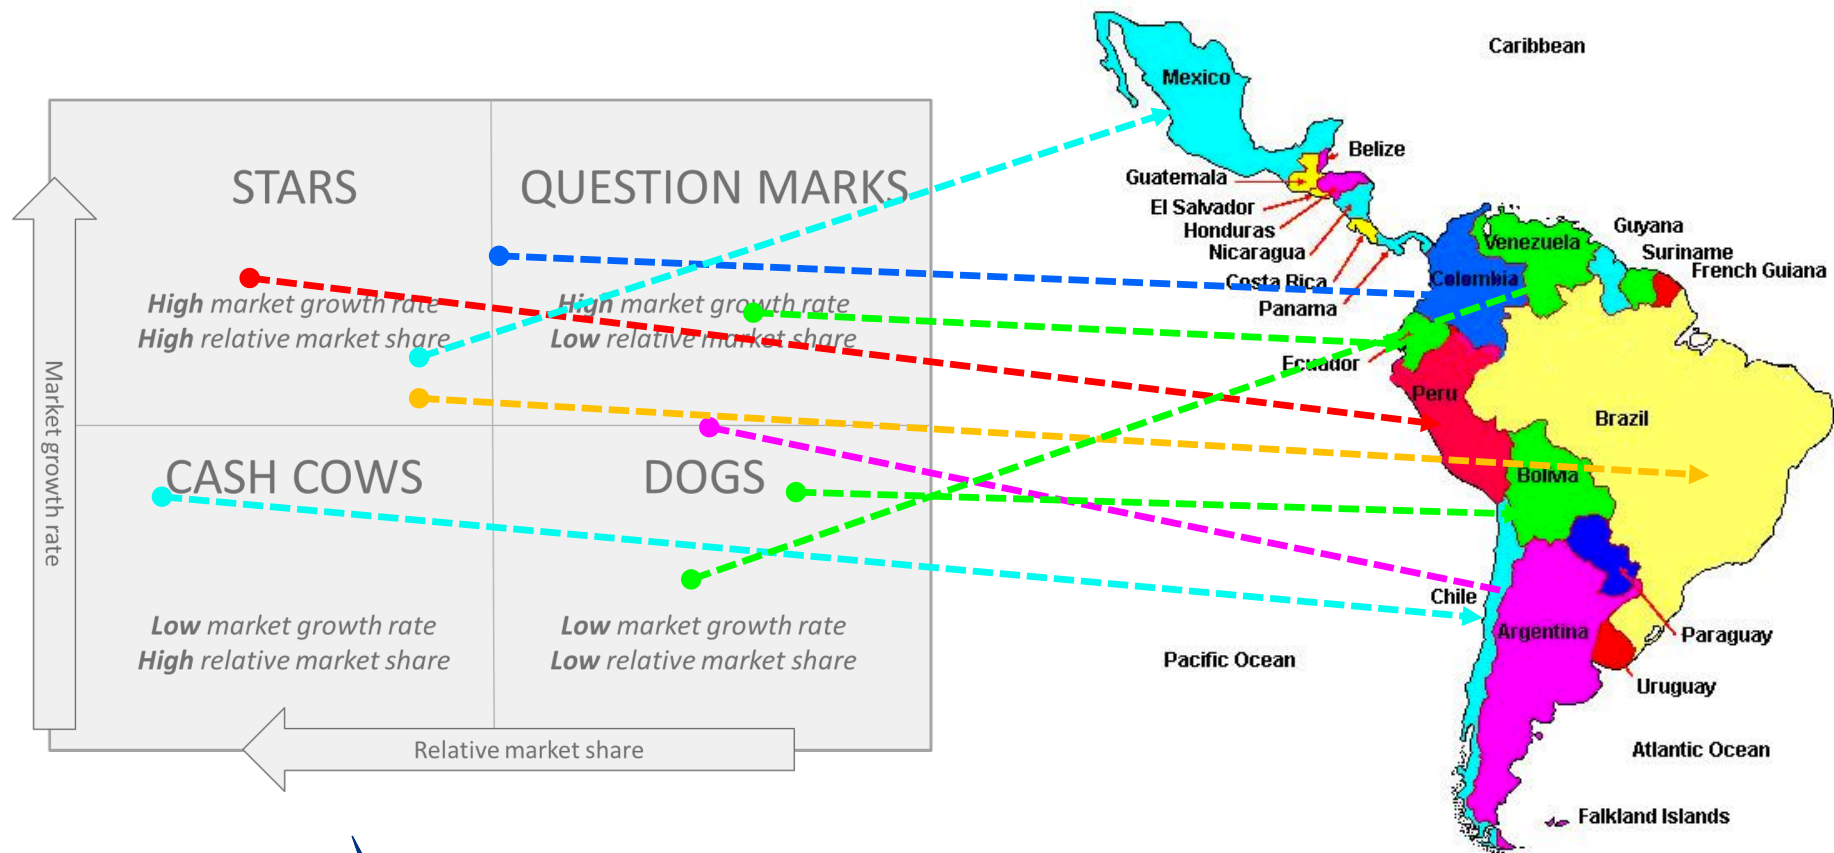 STARS
High market growth rate
High relative market share
QUESTION MARKS
High market growth rate
Low relative market share
CASH COWS
Low market growth rate
High relative market share
DOGS
Low market growth rate
Low relative market share
Market growth rate
Relative market share
Caribbean
Mexico
Belize
Guatemala
El Salvador
Honduras
Nicaragua
Costa Rica
Panama
Guyana
Suriname
French Guiana
Venezuela
Colombia
Ecuador
Peru
Brazil
Bolivia
Chile
Argentina
Paraguay
Uruguay
Pacific Ocean
Atlantic Ocean
Falkland Islands